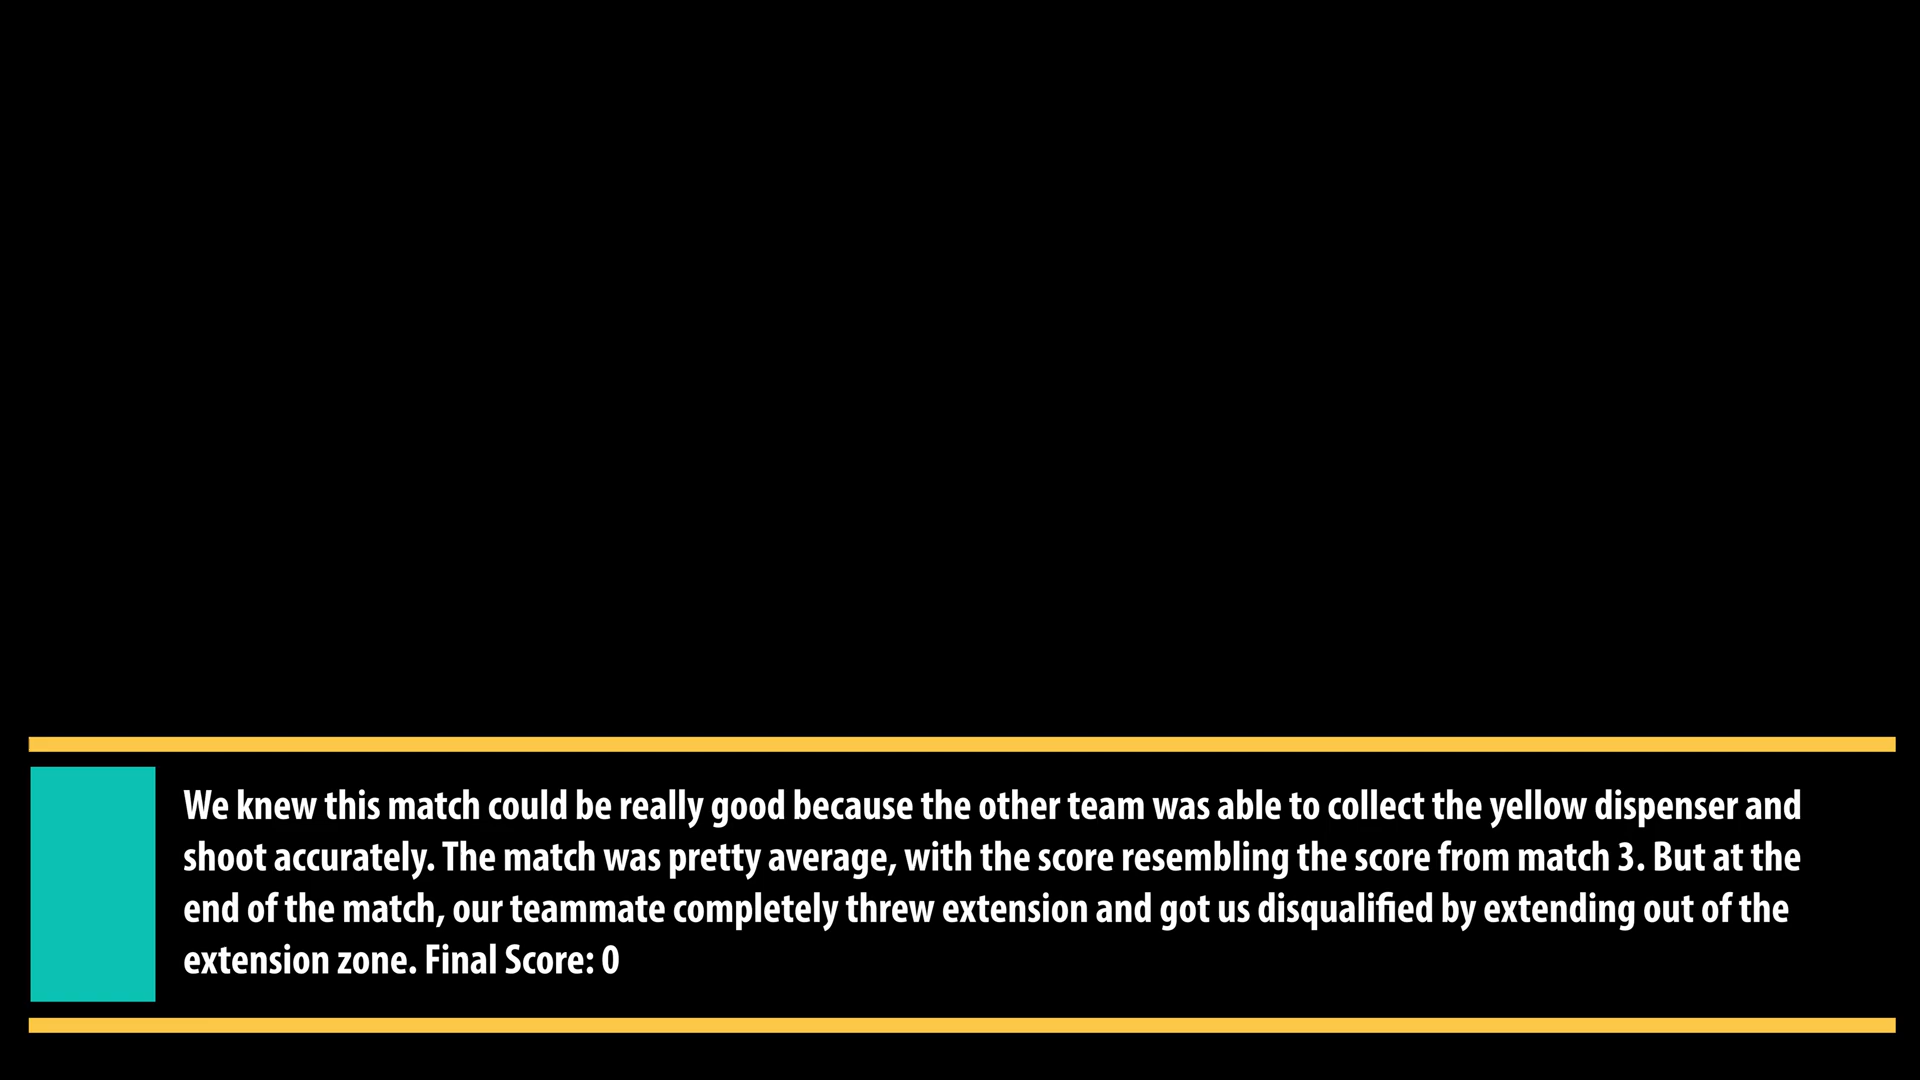 We knew this match could be really good because the other team was able to collect the yellow dispenser and
shoot accurately. The match was pretty average, with the score resembling the score from match 3. But at the
end of the match, our teammate completely threw extension and got us disqualified by extending out of the
extension zone. Final Score: 0